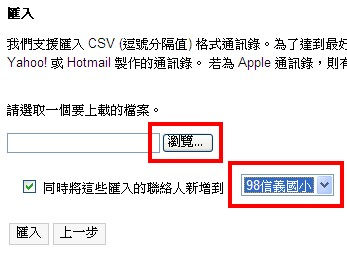 匯入
我們支援匯入 CSV (逗號分隔值) 格式通訊錄。為了達到最好
Yahoo! 或 Hotmail 製作的通訊錄。 若為 Apple 通訊錄，則有
請選取一個要上載的檔案。
瀏覽...
同時將這些匯入的聯絡人新增到 98信義國小
匯入 上一步